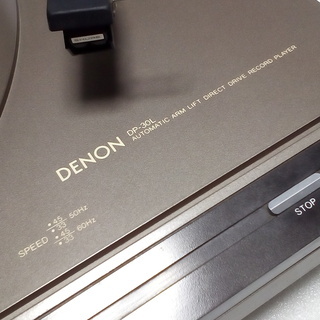 DENON DP-30L
AUTOMATIC ARM LIFT DIRECT DRIVE RECORD PLAYER
SPEED
45
33 50Hz
45
33 60Hz
STOP